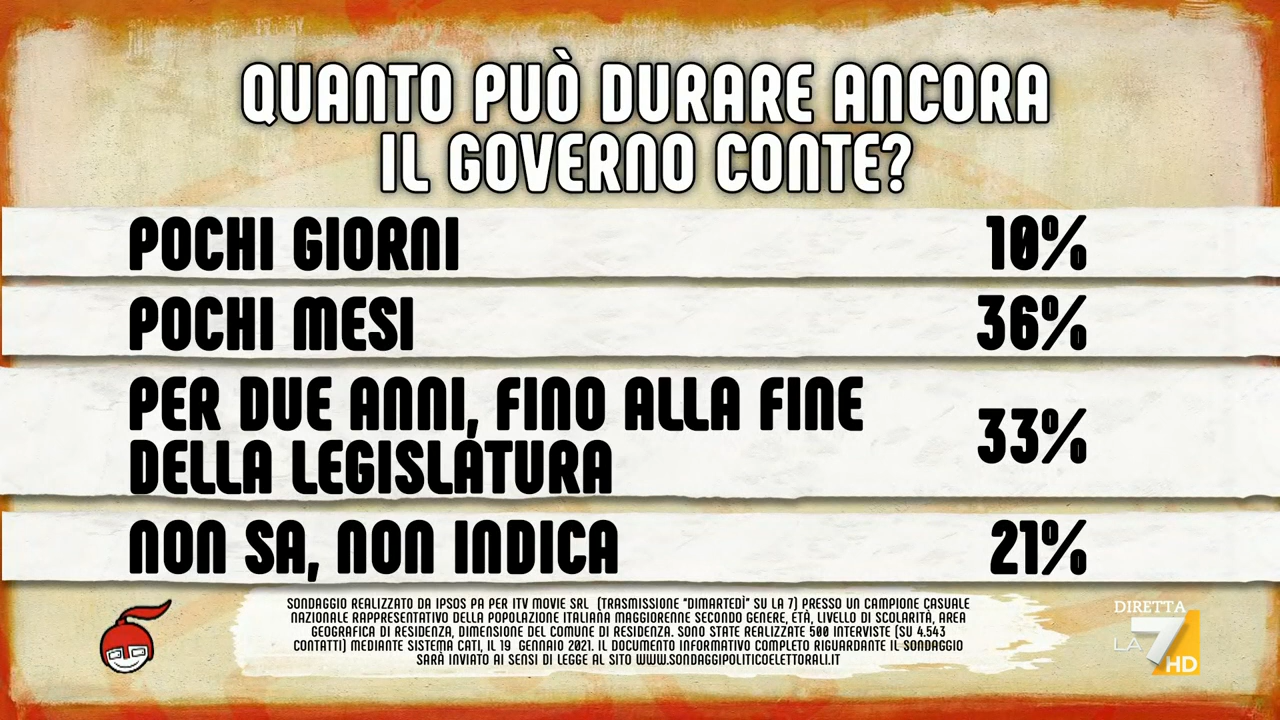 QUANTO PUÒ DURARE ANCORA
IL GOVERNO CONTE?
POCHI GIORNI 10%
POCHI MESI 36%
PER DUE ANNI, FINO ALLA FINE
DELLA LEGISLATURA 33%
NON SA, NON INDICA 21%
SONDAGGIO REALIZZATO DA IPSOS PA PER ITV MOVIE SRL (TRASMISSIONE "DIMARTEDÌ" SU LA 7) PRESSO UN CAMPIONE CASUALE
NAZIONALE RAPPRESENTATIVO DELLA POPOLAZIONE ITALIANA MAGGIORENNE SECONDO GENERE, ETÀ, LIVELLO DI SCOLARITÀ, AREA
GEOGRAFICA DI RESIDENZA, DIMENSIONE DEL COMUNE DI RESIDENZA. SONO STATE REALIZZATE 500 INTERVISTE (SU 4.543
CONTATTI) MEDIANTE SISTEMA CATI, IL 19 GENNAIO 2021. IL DOCUMENTO INFORMATIVO COMPLETO RIGUARDANTE IL SONDAGGIO
SARÀ INVIATO AI SENSI DI LEGGE AL SITO WWW.SONDAGGIPOLITICOELETTORALI.IT
DIRETTA
LA 7 HD